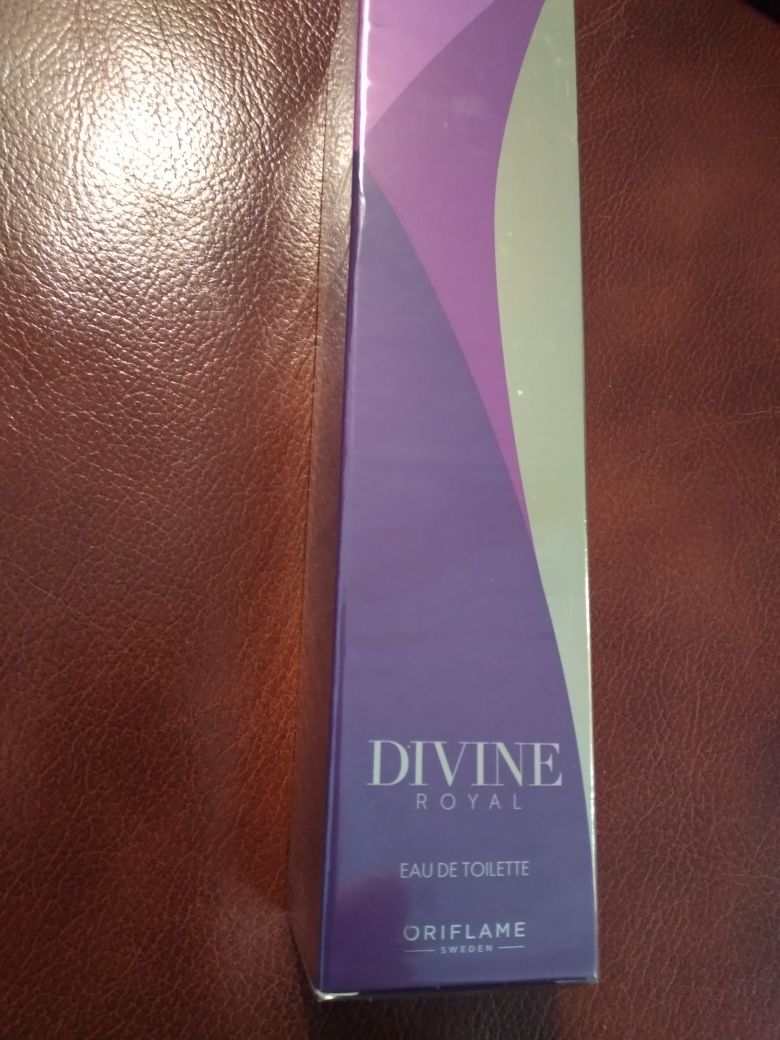 DIVINE
ROYAL
EAU DE TOILETTE
ORIFLAME
SWEDEN